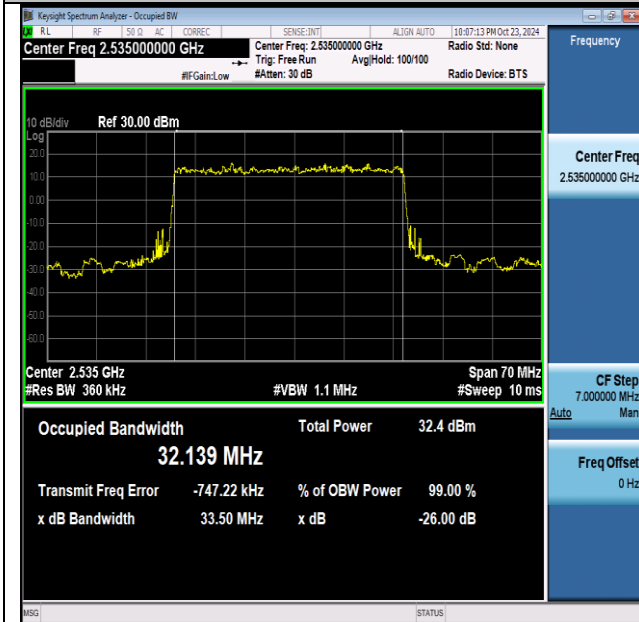 Keysight Spectrum Analyzer - Occupied BW
RL RF 50 Ω AC CORREC SENSE:INT ALIGN AUTO 10:07:13 PM Oct 23, 2024
Center Freq 2.535000000 GHz Center Freq: 2.535000000 GHz Radio Std: None
Trig: Free Run Avg|Hold: 100/100
#IFGain:Low #Atten: 30 dB Radio Device: BTS
Frequency
10 dB/div Ref 30.00 dBm
Log
20.0
10.0
0.00
-10.0
-20.0
-30.0
-40.0
-50.0
-60.0
Center 2.535 GHz Span 70 MHz
#Res BW 360 kHz #VBW 1.1 MHz #Sweep 10 ms
Occupied Bandwidth Total Power 32.4 dBm
32.139 MHz
Transmit Freq Error -747.22 kHz % of OBW Power 99.00 %
x dB Bandwidth 33.50 MHz x dB -26.00 dB
Center Freq
2.535000000 GHz
CF Step
7.000000 MHz
Auto Man
Freq Offset
0 Hz
MSG STATUS